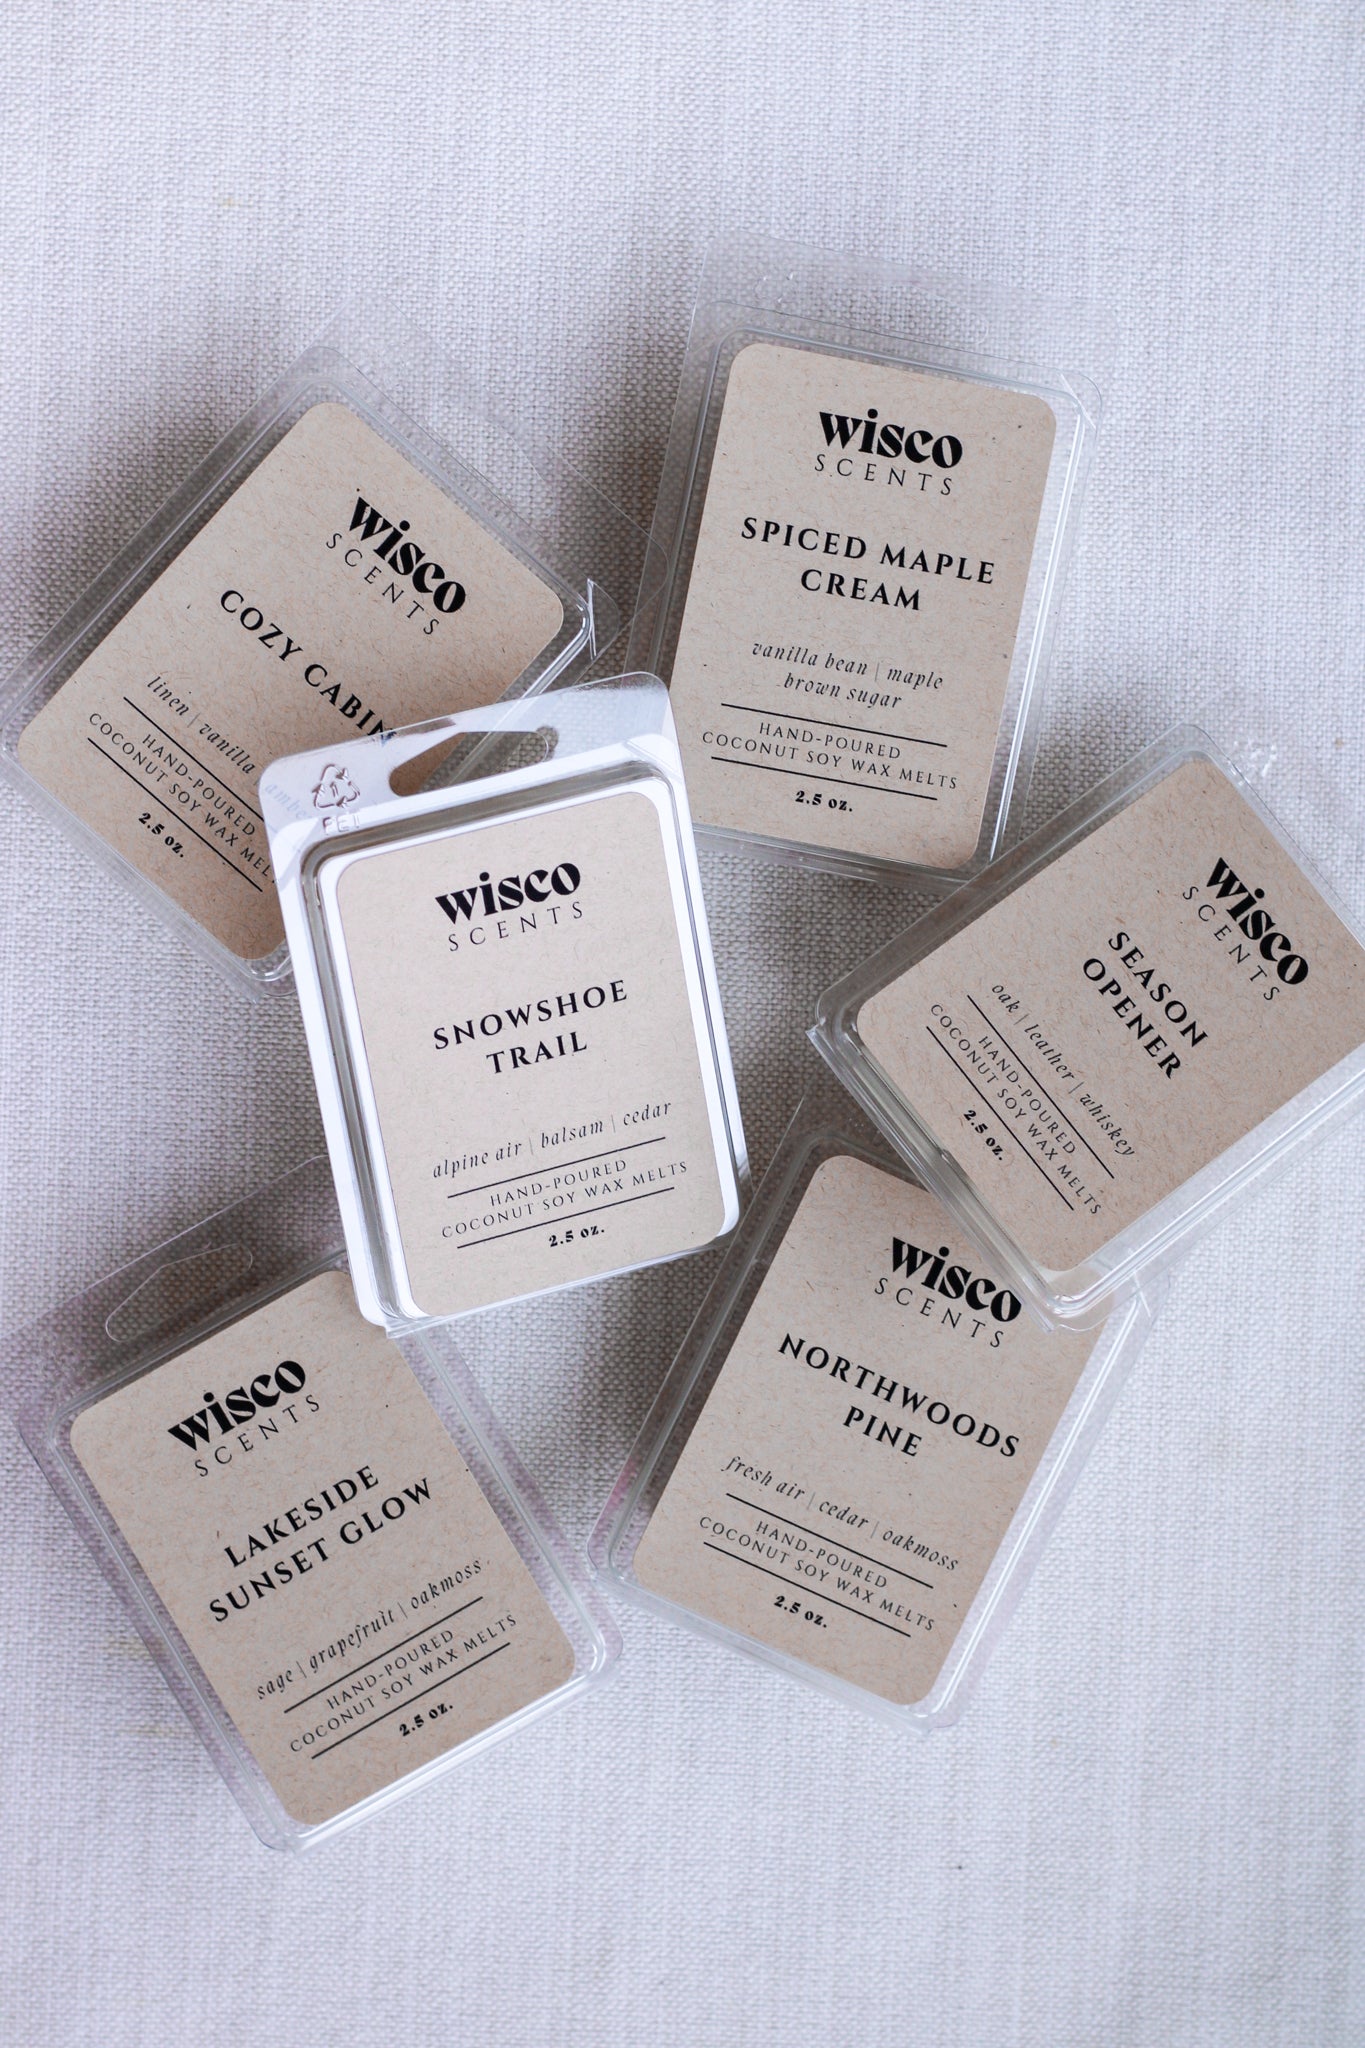 wisco
SCENTS
COZY CABIN
linen | vanilla
amber
HAND-POURED
COCONUT SOY WAX MELTS
2.5 oz.
wisco
SCENTS
SPICED MAPLE
CREAM
vanilla bean | maple
brown sugar
HAND-POURED
COCONUT SOY WAX MELTS
2.5 oz.
wisco
SCENTS
SNOWSHOE
TRAIL
alpine air | balsam | cedar
HAND-POURED
COCONUT SOY WAX MELTS
2.5 oz.
wisco
SCENTS
SEASON
OPENER
oak | leather | whiskey
HAND-POURED
COCONUT SOY WAX MELTS
2.5 oz.
wisco
SCENTS
LAKESIDE
SUNSET GLOW
sage | grapefruit | oakmoss
HAND-POURED
COCONUT SOY WAX MELTS
2.5 oz.
wisco
SCENTS
NORTHWOODS
PINE
fresh air | cedar | oakmoss
HAND-POURED
COCONUT SOY WAX MELTS
2.5 oz.